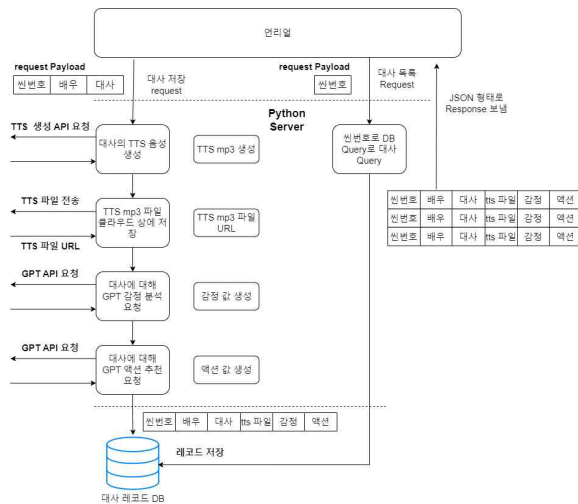 언리얼
request Payload
씬번호 배우 대사
대사 저장
request
request Payload
씬번호
대사 목록
Request
JSON 형태로
Response 보냄
Python
Server
TTS 생성 API 요청
대사의 TTS 음성
생성
TTS mp3 생성
씬번호로 DB
Query로 대사
Query
TTS 파일 전송
TTS mp3 파일
클라우드 상에 저장
TTS mp3 파일
URL
TTS 파일 URL
씬번호 배우 대사 tts 파일 감정 액션
씬번호 배우 대사 tts 파일 감정 액션
씬번호 배우 대사 tts 파일 감정 액션
GPT API 요청
대사에 대해
GPT 감정 분석
요청
감정 값 생성
GPT API 요청
대사에 대해
GPT 액션 추천
요청
액션 값 생성
씬번호 배우 대사 tts 파일 감정 액션
레코드 저장
대사 레코드 DB